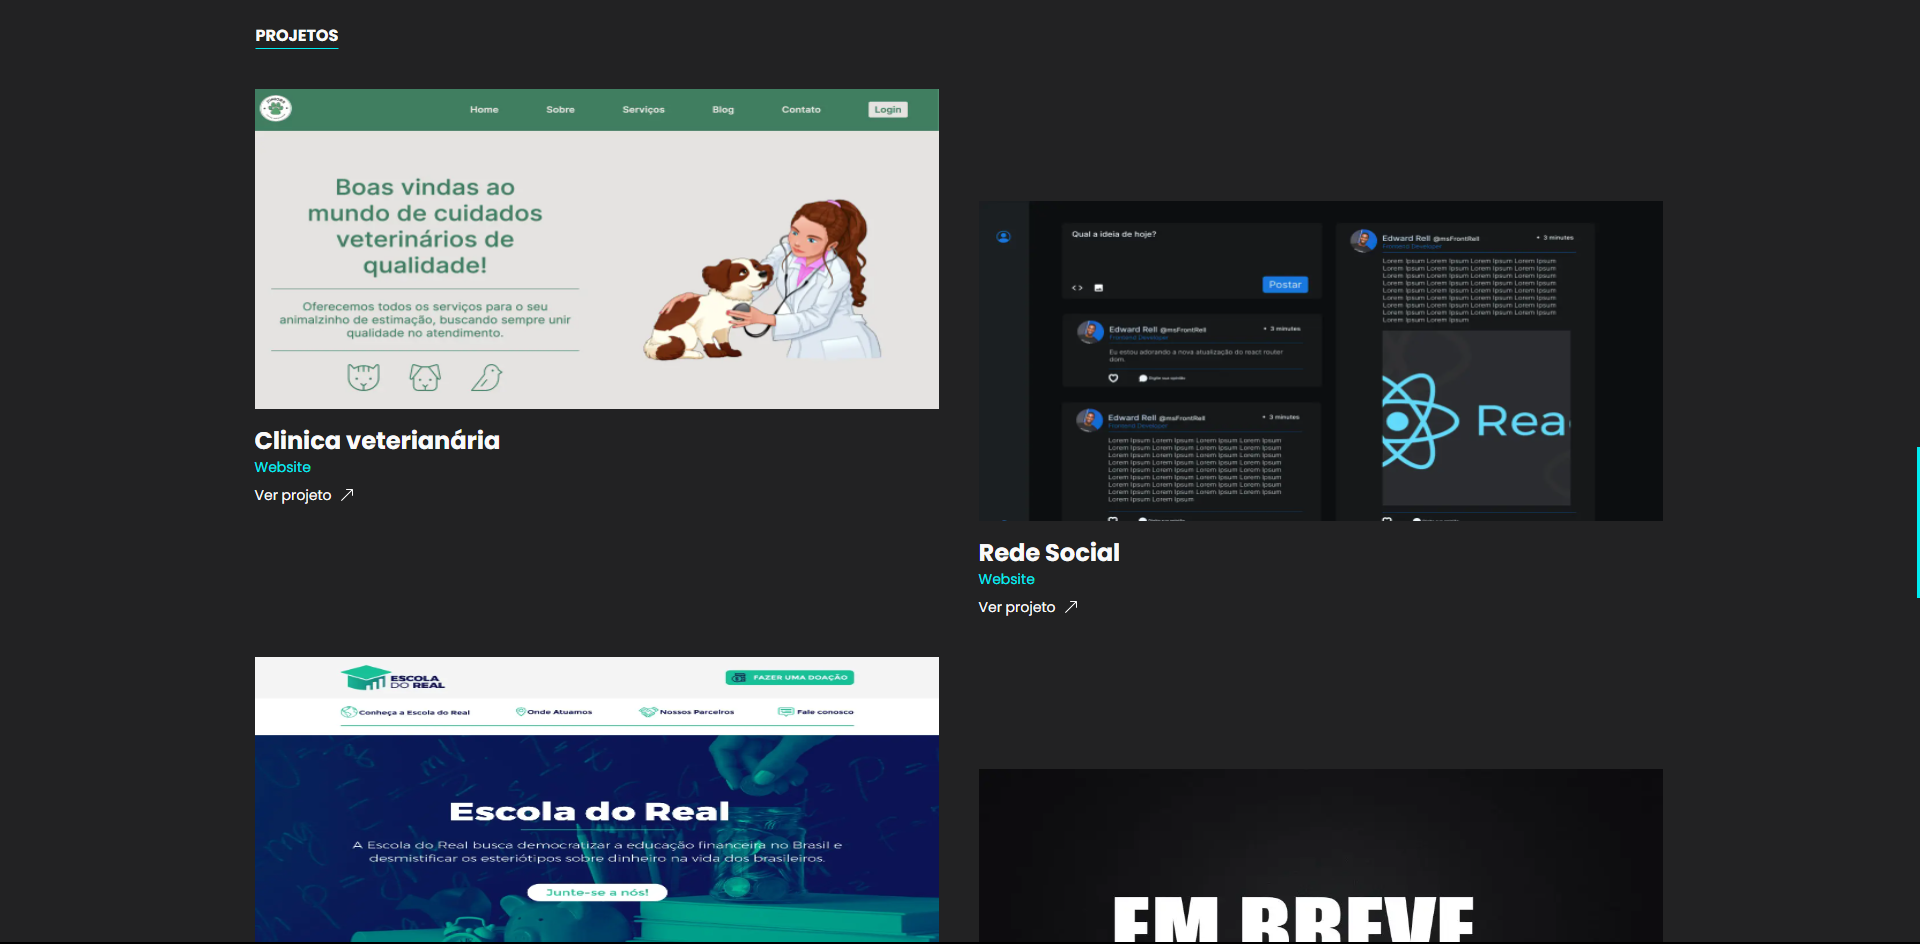 PROJETOS
Home Sobre Serviços Blog Contato Login
Boas vindas ao
mundo de cuidados
veterinários de
qualidade!
Oferecemos todos os serviços para o seu
animalzinho de estimação, buscando sempre unir
qualidade no atendimento.
Clinica veterianária
Website
Ver projeto
Qual a ideia de hoje?
< >
Postar
Edward Rell @msFrontRell • 3 minutes
Frontend Developer
Eu estou adorando a nova atualização do react router
dom.
Digite sua opinião
Edward Rell @msFrontRell • 3 minutes
Frontend Developer
Lorem Ipsum Lorem Ipsum Lorem Ipsum Lorem Ipsum
Lorem Ipsum Lorem Ipsum Lorem Ipsum Lorem Ipsum
Lorem Ipsum Lorem Ipsum Lorem Ipsum Lorem Ipsum
Lorem Ipsum Lorem Ipsum Lorem Ipsum Lorem Ipsum
Lorem Ipsum Lorem Ipsum Lorem Ipsum Lorem Ipsum
Lorem Ipsum Lorem Ipsum Lorem Ipsum Lorem Ipsum
Lorem Ipsum Lorem Ipsum Lorem Ipsum Lorem Ipsum
Lorem Ipsum Lorem Ipsum Lorem Ipsum Lorem Ipsum
Lorem Ipsum Lorem Ipsum
Edward Rell @msFrontRell • 3 minutes
Frontend Developer
Lorem Ipsum Lorem Ipsum Lorem Ipsum Lorem Ipsum
Lorem Ipsum Lorem Ipsum Lorem Ipsum Lorem Ipsum
Lorem Ipsum Lorem Ipsum Lorem Ipsum Lorem Ipsum
Lorem Ipsum Lorem Ipsum Lorem Ipsum Lorem Ipsum
Lorem Ipsum Lorem Ipsum Lorem Ipsum Lorem Ipsum
Lorem Ipsum Lorem Ipsum Lorem Ipsum Lorem Ipsum
Lorem Ipsum Lorem Ipsum Lorem Ipsum Lorem Ipsum
Lorem Ipsum Lorem Ipsum Lorem Ipsum Lorem Ipsum
Lorem Ipsum Lorem Ipsum
Rea
Rede Social
Website
Ver projeto
ESCOLA
DO REAL
FAZER UMA DOAÇÃO
Conheça a Escola do Real Onde Atuamos Nossos Parceiros Fale conosco
Escola do Real
A Escola do Real busca democratizar a educação financeira no Brasil e
desmistificar os esteriótipos sobre dinheiro na vida dos brasileiros.
Junte-se a nós!
EM BREVE